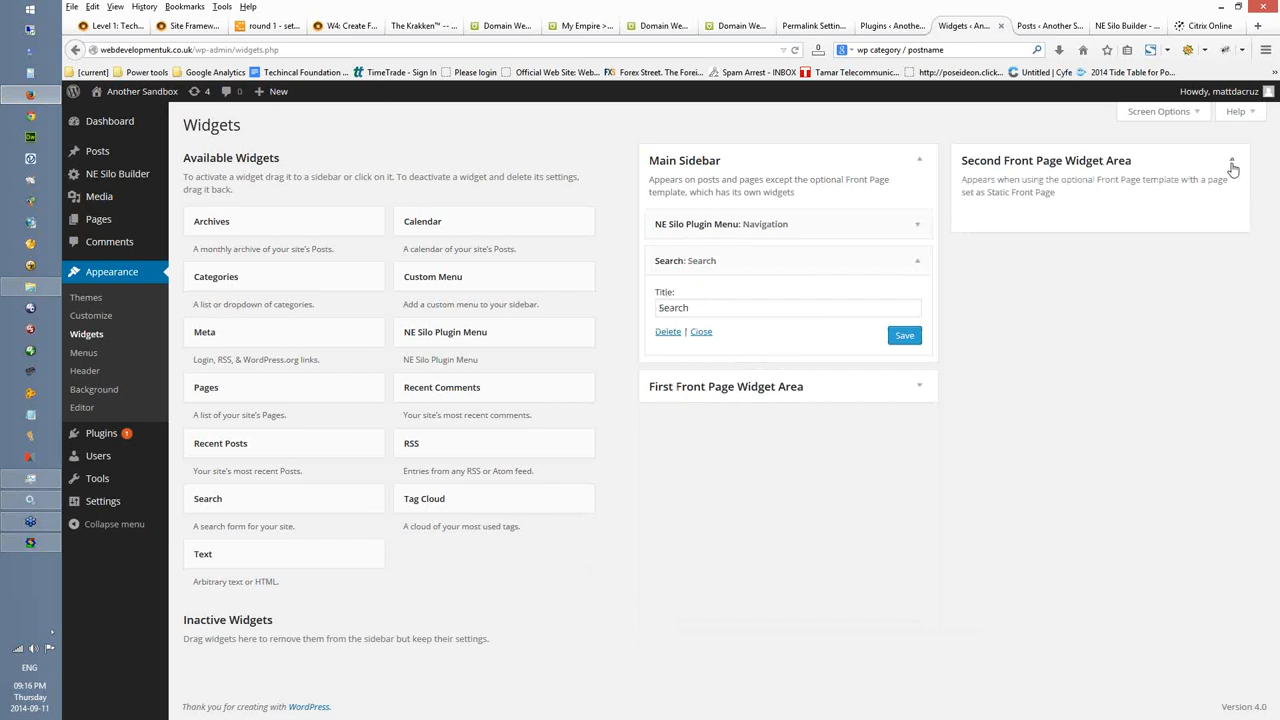 File Edit View History Bookmarks Tools Help
Level 1: Tech...
Site Framew...
round 1 - set...
W4: Create F...
The Krakken™ -...
Domain We...
My Empire >...
Domain We...
Domain We...
Permalink Settin...
Plugins ‹ Anothe...
Widgets ‹ An...
Posts ‹ Another S...
NE Silo Builder -...
Citrix Online
webdevelopmentuk.co.uk/wp-admin/widgets.php
wp category / postname
[current]
Power tools
Google Analytics
Techincal Foundation ...
TimeTrade - Sign In
Please login
Official Web Site: Web...
Forex Street. The Forei...
Spam Arrest - INBOX
Tamar Telecommunic...
http://poseidon.click...
Untitled | Cyfe
2014 Tide Table for Po...
Another Sandbox
4
0
New
Howdy, mattdacruz
Dashboard
Posts
NE Silo Builder
Media
Pages
Comments
Appearance
Themes
Customize
Widgets
Menus
Header
Background
Editor
Plugins 1
Users
Tools
Settings
Collapse menu
Screen Options
Help
Widgets
Available Widgets
To activate a widget drag it to a sidebar or click on it. To deactivate a widget and delete its settings,
drag it back.
Archives
A monthly archive of your site's Posts.
Calendar
A calendar of your site's Posts.
Categories
A list or dropdown of categories.
Custom Menu
Add a custom menu to your sidebar.
Meta
Login, RSS, & WordPress.org links.
NE Silo Plugin Menu
NE Silo Plugin Menu
Pages
A list of your site's Pages.
Recent Comments
Your site's most recent comments.
Recent Posts
Your site's most recent Posts.
RSS
Entries from any RSS or Atom feed.
Search
A search form for your site.
Tag Cloud
A cloud of your most used tags.
Text
Arbitrary text or HTML.
Inactive Widgets
Drag widgets here to remove them from the sidebar but keep their settings.
Main Sidebar
Appears on posts and pages except the optional Front Page
template, which has its own widgets
NE Silo Plugin Menu: Navigation
Search: Search
Title:
Search
Delete | Close
Save
First Front Page Widget Area
Second Front Page Widget Area
Appears when using the optional Front Page template with a page
set as Static Front Page
Thank you for creating with WordPress.
Version 4.0
ENG
09:16 PM
Thursday
2014-09-11